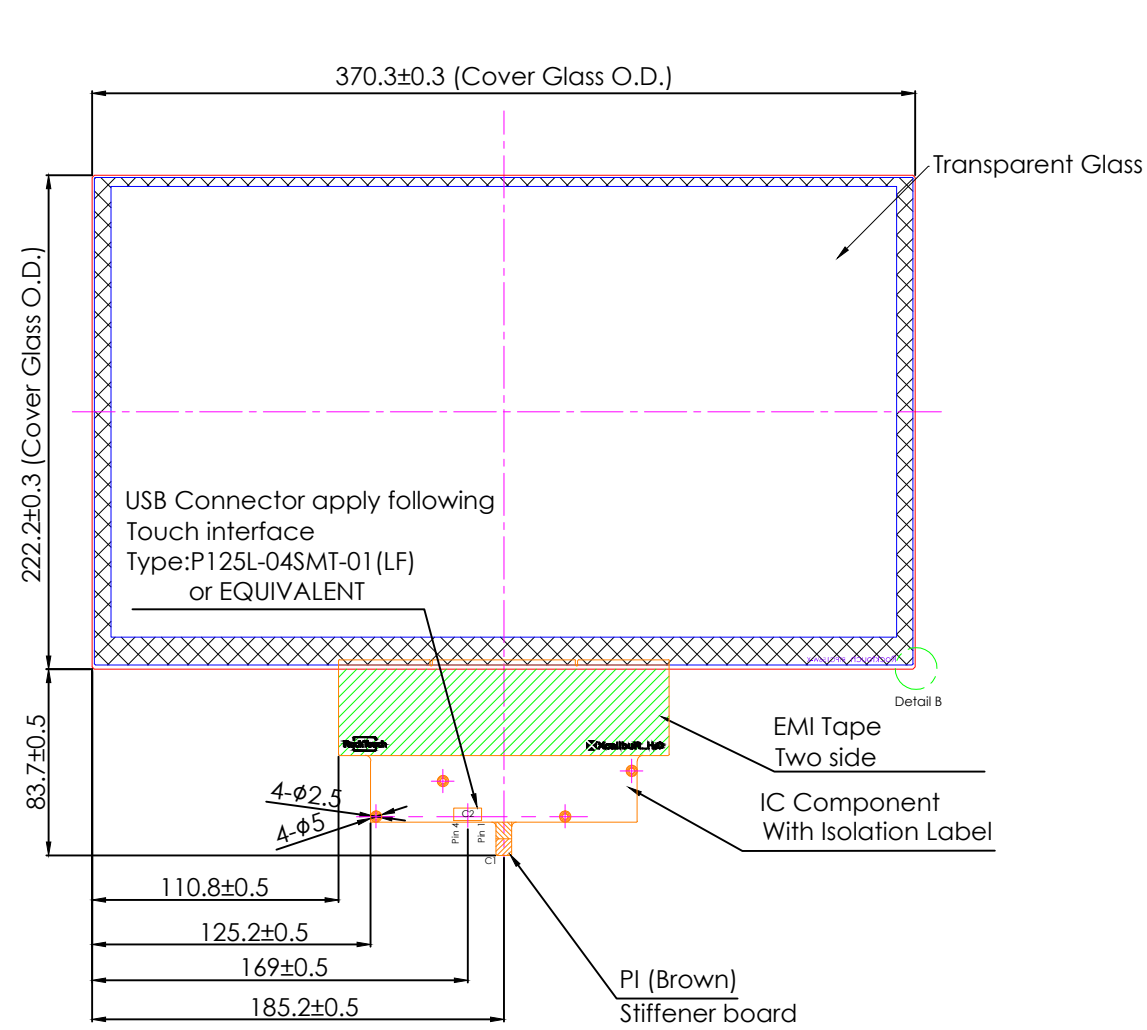 370.3±0.3 (Cover Glass O.D.)
Transparent Glass
222.2±0.3 (Cover Glass O.D.)
USB Connector apply following
Touch interface
Type:P125L-04SMT-01(LF)
or EQUIVALENT
Detail B
83.7±0.5
EMI Tape
Two side
IC Component
With Isolation Label
4-ø2.5
4-ø5
C2
Pin 4
Pin 1
C1
110.8±0.5
125.2±0.5
169±0.5
185.2±0.5
PI (Brown)
Stiffener board